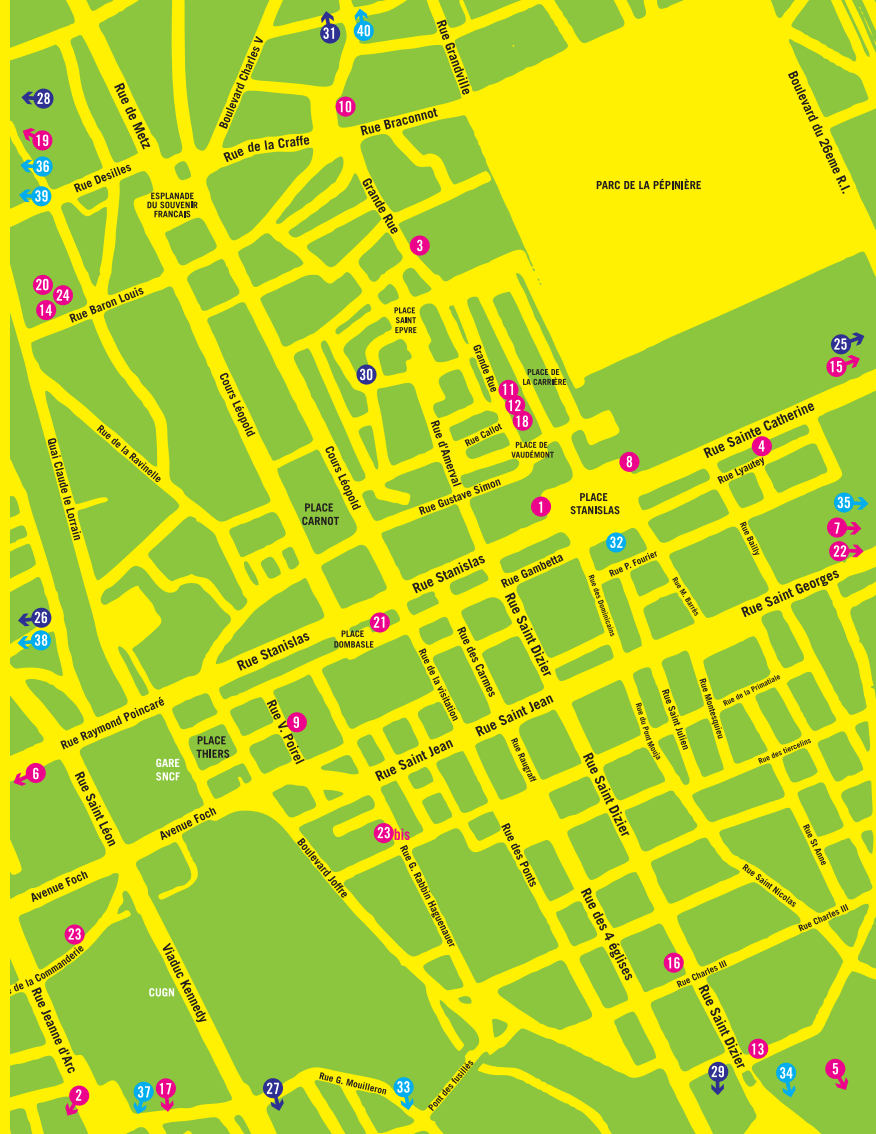 31
40
Rue Grandville
Boulevard Charles V
Rue de Metz
28
10
Boulevard du 26eme R.I.
Rue Braconnot
19
Rue de la Craffe
36
Rue Desilles
39
ESPLANADE
DU SOUVENIR
FRANCAIS
PARC DE LA PÉPINIÈRE
Grande Rue
3
20
24
14
Rue Baron Louis
PLACE
SAINT
EPVRE
25
15
30
Grande Rue
PLACE DE
LA CARRIÈRE
11
12
18
Cours Léopold
Rue Sainte Catherine
4
Rue Callot
Rue d'Amerval
PLACE DE
VAUDÉMONT
Rue de la Ravinelle
Quai Claude le Lorrain
Cours Léopold
8
Rue Lyautey
Rue Gustave Simon
1
PLACE
STANISLAS
35
PLACE
CARNOT
7
32
22
Rue Bailly
Rue Stanislas
Rue Gambetta
Rue P. Fourier
Rue des Dominicains
Rue M. Barrès
Rue Saint Georges
26
38
21
PLACE
DOMBASLE
Rue Stanislas
Rue Saint Dizier
Rue des Carmes
Rue de la visitation
Rue Raymond Poincaré
Rue V. Poirel
9
PLACE
THIERS
Rue Saint Jean
Rue Saint Jean
Rue du Pont Mouja
Rue Saint Julien
Rue Montesquieu
Rue de la Primatiale
GARE
SNCF
6
Rue Raugraff
Rue Saint Dizier
Rue des tiercelins
Rue Saint Léon
Avenue Foch
23bis
Boulevard Joffre
Rue G. Rabbin Haguenauer
Rue des Ponts
Rue St Anne
Avenue Foch
Rue Saint Nicolas
Rue des 4 églises
Rue Charles III
23
de la Commanderie
Viaduc Kennedy
CUGN
16
Rue Charles III
Rue Jeanne d'Arc
Rue Saint Dizier
13
2
37
17
27
Rue G. Mouilleron
33
Pont des fusilles
29
34
5